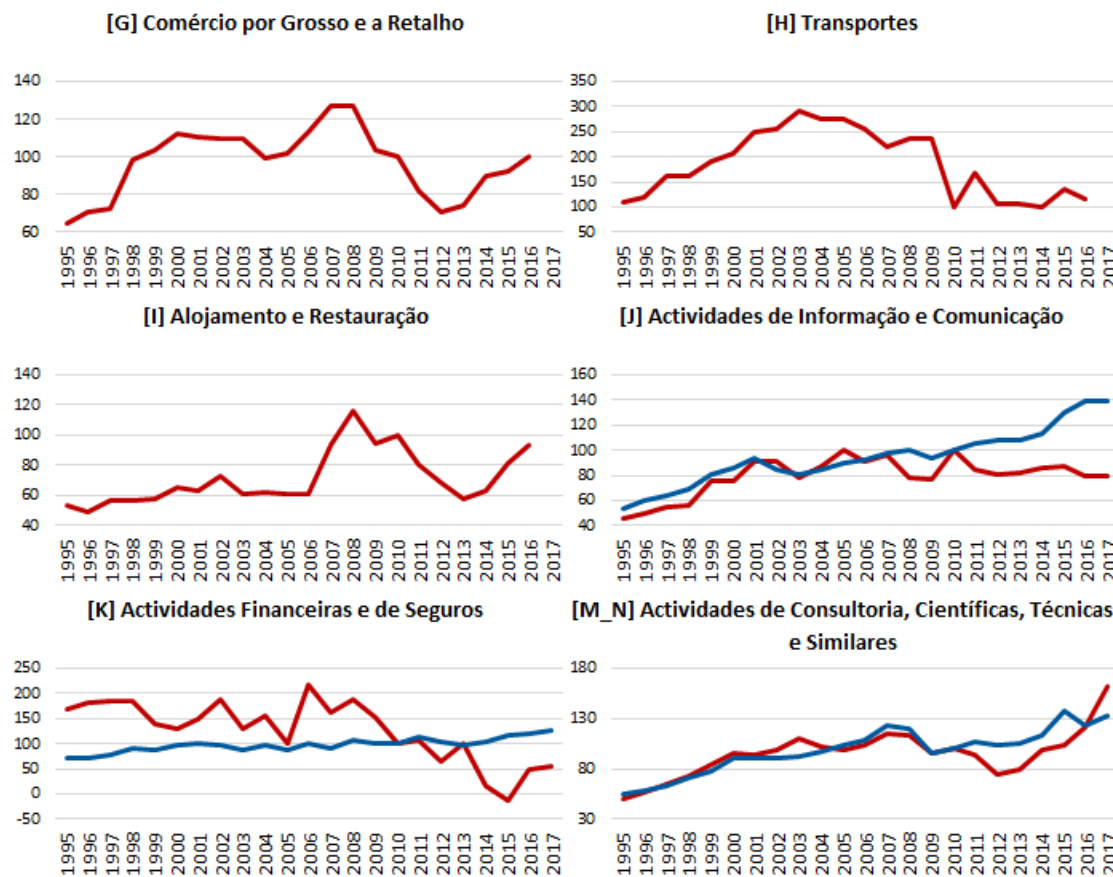 [G] Comércio por Grosso e a Retalho
140
120
100
80
60
1995 1996 1997 1998 1999 2000 2001 2002 2003 2004 2005 2006 2007 2008 2009 2010 2011 2012 2013 2014 2015 2016 2017
[H] Transportes
350
300
250
200
150
100
50
1995 1996 1997 1998 1999 2000 2001 2002 2003 2004 2005 2006 2007 2008 2009 2010 2011 2012 2013 2014 2015 2016 2017
[I] Alojamento e Restauração
140
120
100
80
60
40
1995 1996 1997 1998 1999 2000 2001 2002 2003 2004 2005 2006 2007 2008 2009 2010 2011 2012 2013 2014 2015 2016 2017
[J] Actividades de Informação e Comunicação
160
140
120
100
80
60
40
1995 1996 1997 1998 1999 2000 2001 2002 2003 2004 2005 2006 2007 2008 2009 2010 2011 2012 2013 2014 2015 2016 2017
[K] Actividades Financeiras e de Seguros
250
200
150
100
50
0
-50
1995 1996 1997 1998 1999 2000 2001 2002 2003 2004 2005 2006 2007 2008 2009 2010 2011 2012 2013 2014 2015 2016 2017
[M_N] Actividades de Consultoria, Científicas, Técnicas
e Similares
180
130
80
30
1995 1996 1997 1998 1999 2000 2001 2002 2003 2004 2005 2006 2007 2008 2009 2010 2011 2012 2013 2014 2015 2016 2017